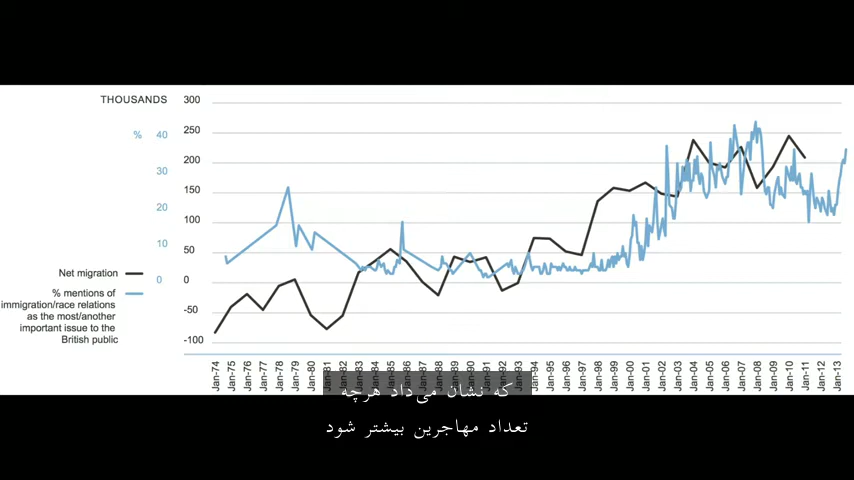 THOUSANDS
%
300
250
200
150
100
50
0
-50
-100
40
30
20
10
0
Net migration
% mentions of
immigration/race relations
as the most/another
important issue to the
British public
Jan-74
Jan-75
Jan-76
Jan-77
Jan-78
Jan-79
Jan-80
Jan-81
Jan-82
Jan-83
Jan-84
Jan-85
Jan-86
Jan-87
Jan-88
Jan-89
Jan-90
Jan-91
Jan-92
Jan-93
Jan-94
Jan-95
Jan-96
Jan-97
Jan-98
Jan-99
Jan-00
Jan-01
Jan-02
Jan-03
Jan-04
Jan-05
Jan-06
Jan-07
Jan-08
Jan-09
Jan-10
Jan-11
Jan-12
Jan-13
که نشان می‌داد هرچه
تعداد مهاجرین بیشتر شود